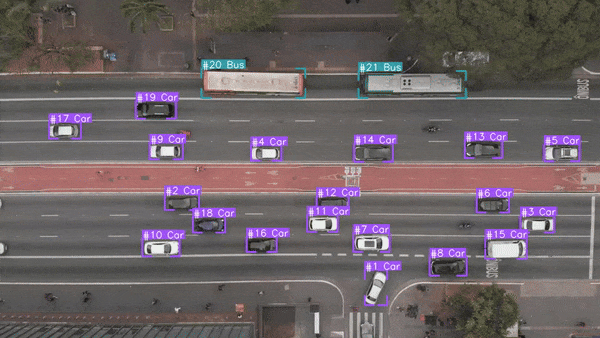 #20 Bus
#21 Bus
#19 Car
#17 Car
#9 Car
#4 Car
#14 Car
#13 Car
#5 Car
#2 Car
#12 Car
#6 Car
#18 Car
#11 Car
#3 Car
#10 Car
#16 Car
#7 Car
#15 Car
#8 Car
#1 Car